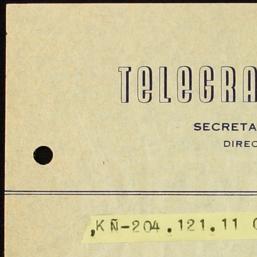 TELEGRA
SECRETA
DIREC
,KÑ-204.121.11